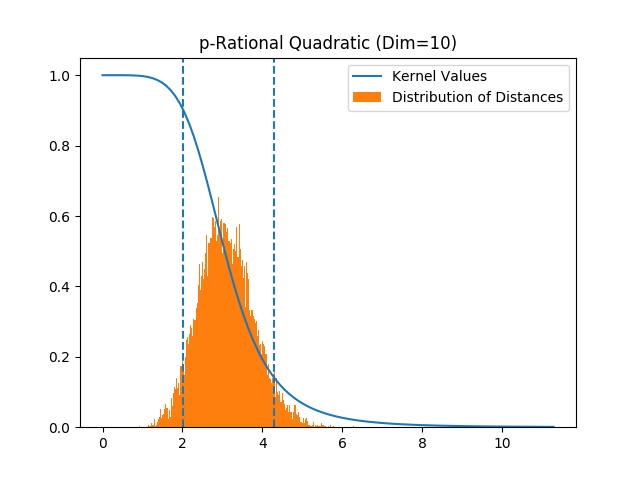 p-Rational Quadratic (Dim=10)
Kernel Values
Distribution of Distances
1.0
0.8
0.6
0.4
0.2
0.0
0 2 4 6 8 10